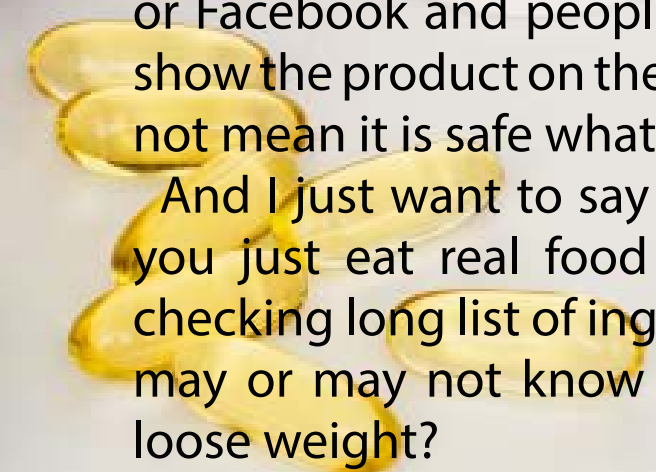 or Facebook and peopl
show the product on the
not mean it is safe what
And I just want to say
you just eat real food
checking long list of ing
may or may not know
loose weight?